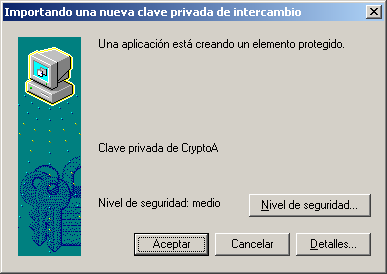 Importando una nueva clave privada de intercambio
Una aplicación está creando un elemento protegido.
Clave privada de CryptoA
Nivel de seguridad: medio
Nivel de seguridad...
Aceptar
Cancelar
Detalles...